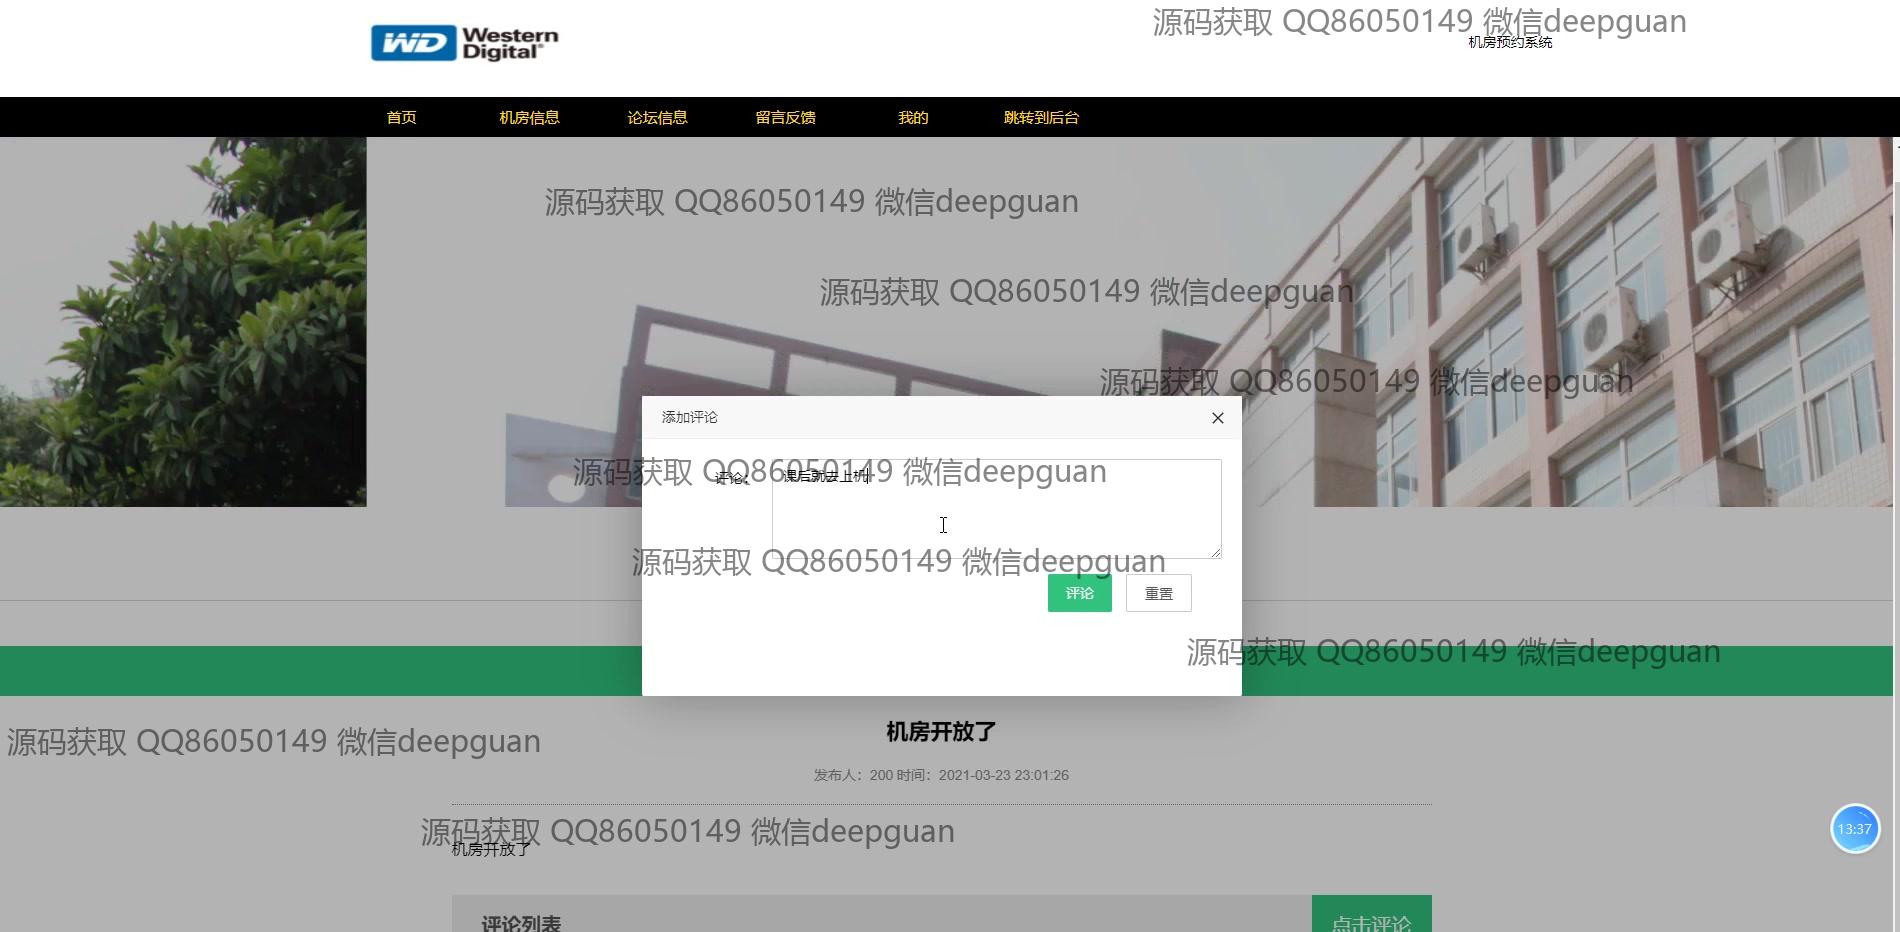 源码获取 QQ86050149 微信deepguan
WD Western Digital®
机房预约系统
首页 机房信息 论坛信息 留言反馈 我的 跳转到后台
源码获取 QQ86050149 微信deepguan
源码获取 QQ86050149 微信deepguan
源码获取 QQ86050149 微信deepguan
添加评论
源码获取 QQ86050149 微信deepguan
评论： 课后就去上机
源码获取 QQ86050149 微信deepguan
评论 重置
源码获取 QQ86050149 微信deepguan
机房开放了
源码获取 QQ86050149 微信deepguan
发布人：200 时间：2021-03-23 23:01:26
源码获取 QQ86050149 微信deepguan
13:37
机房开放了
评论列表 点击评论